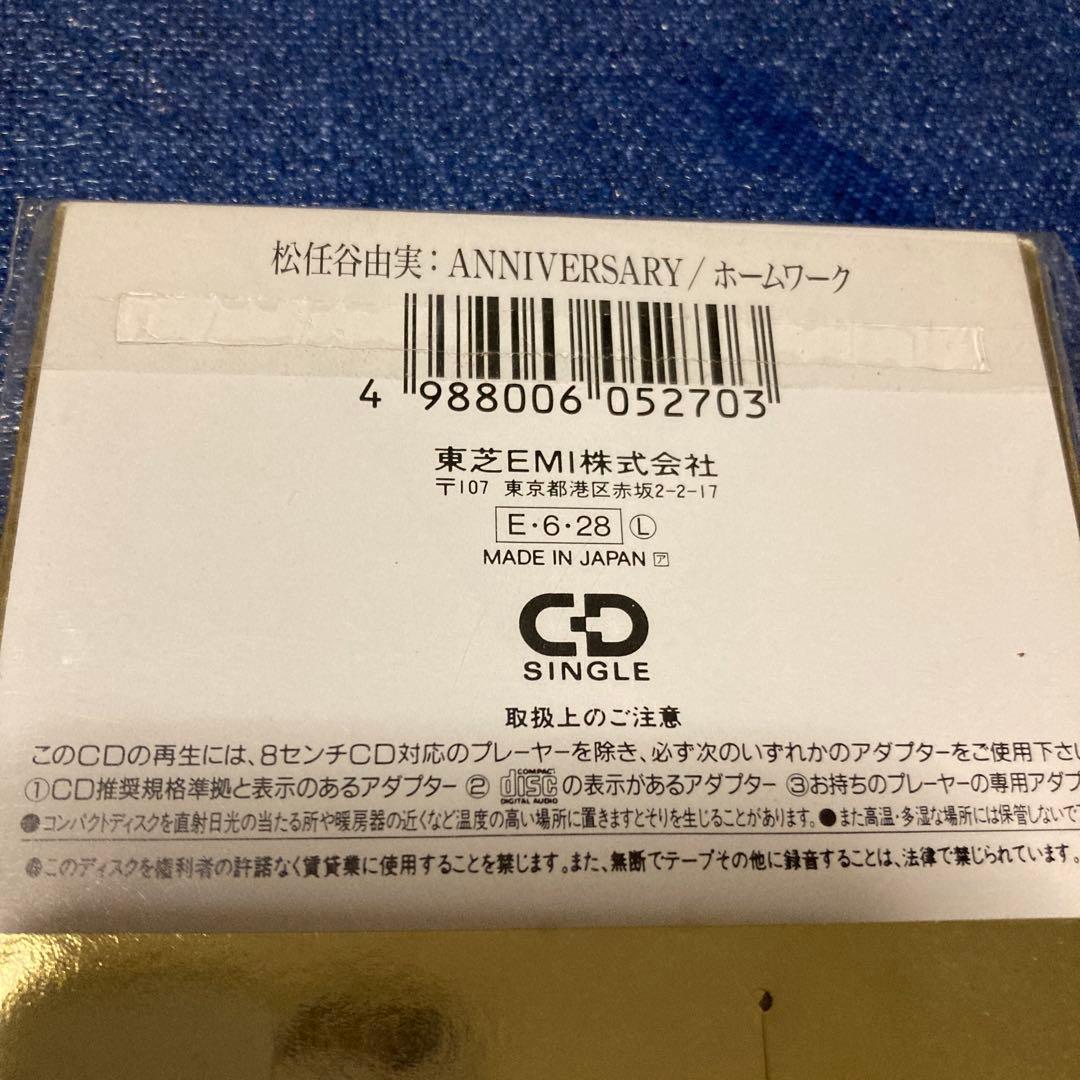 松任谷由実：ANNIVERSARY/ホームワーク
4 988006 052703
東芝EMI株式会社
〒107 東京都港区赤坂2-2-17
E・6・28 Ⓛ
MADE IN JAPAN ア
CD
SINGLE
取扱上のご注意
このCDの再生には、8センチCD対応のプレーヤーを除き、必ず次のいずれかのアダプターをご使用下さい
①CD推奨規格準拠と表示のあるアダプター ② COMPACT disc DIGITAL AUDIO の表示があるアダプター ③お持ちのプレーヤーの専用アダプ
●コンパクトディスクを直射日光の当たる所や暖房器の近くなど温度の高い場所に置きますとそりを生じることがあります。●また高温・多湿な場所には保管しないで
このディスクを権利者の許諾なく賃貸業に使用することを禁じます。また、無断でテープその他に録音することは、法律で禁じられています。